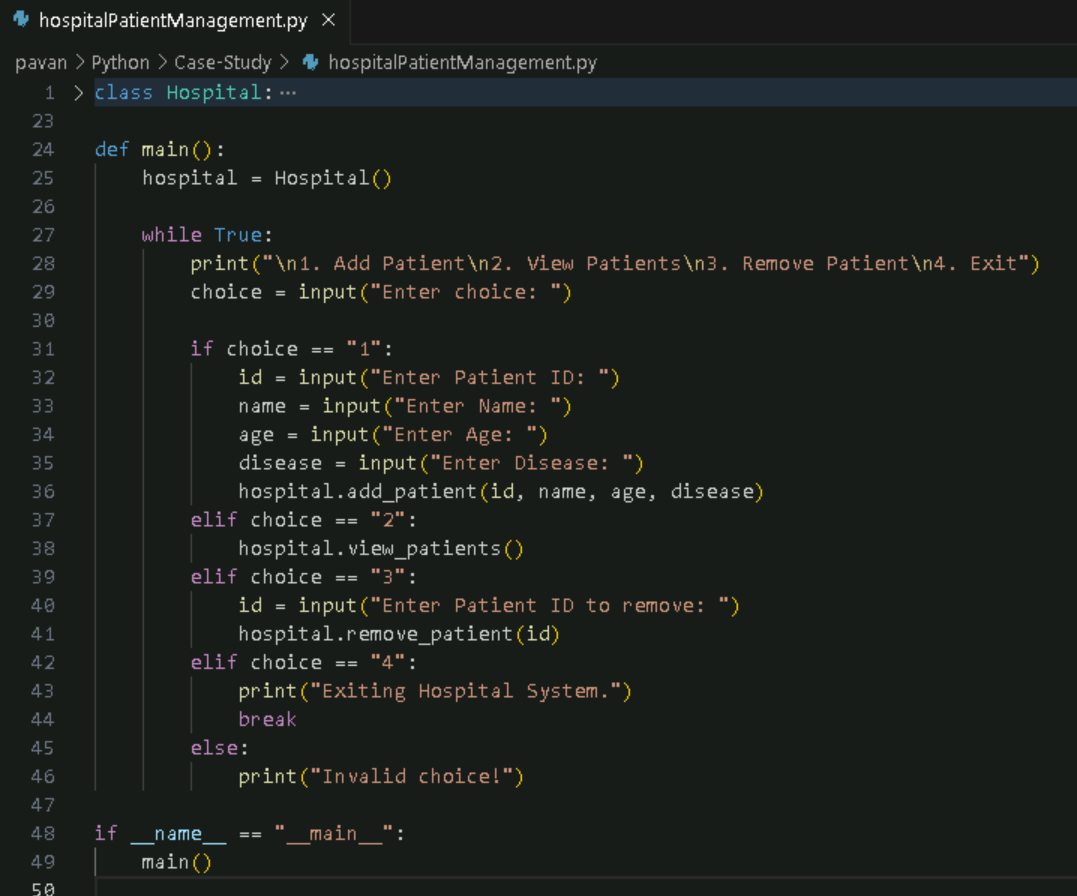 hospitalPatientManagement.py ×
pavan > Python > Case-Study > hospitalPatientManagement.py
1 > class Hospital: ···
23
24 def main():
25     hospital = Hospital()
26
27     while True:
28         print("\n1. Add Patient\n2. View Patients\n3. Remove Patient\n4. Exit")
29         choice = input("Enter choice: ")
30
31         if choice == "1":
32             id = input("Enter Patient ID: ")
33             name = input("Enter Name: ")
34             age = input("Enter Age: ")
35             disease = input("Enter Disease: ")
36             hospital.add_patient(id, name, age, disease)
37         elif choice == "2":
38             hospital.view_patients()
39         elif choice == "3":
40             id = input("Enter Patient ID to remove: ")
41             hospital.remove_patient(id)
42         elif choice == "4":
43             print("Exiting Hospital System.")
44             break
45         else:
46             print("Invalid choice!")
47
48 if __name__ == "__main__":
49     main()
50